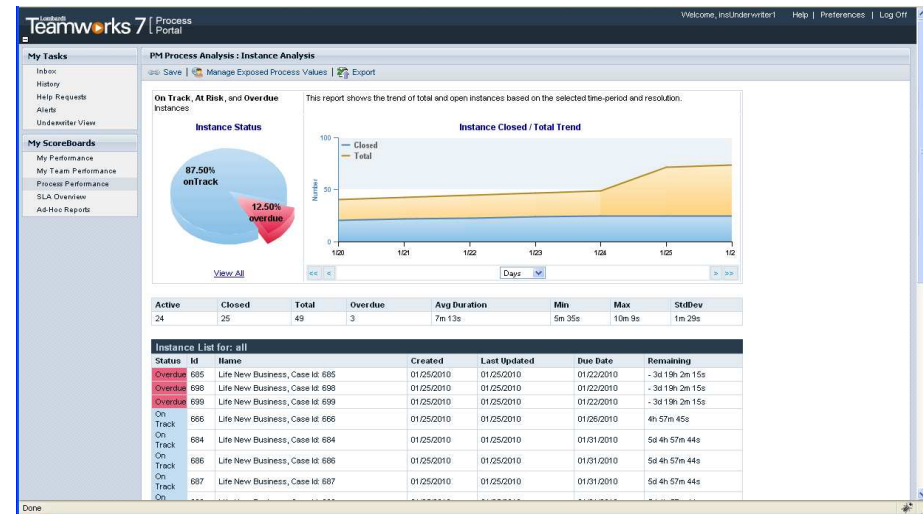 Welcome, insUnderwriter1 Help | Preferences | Log Off
Lombardi
Teamworks 7 [ Process Portal
My Tasks
Inbox
History
Help Requests
Alerts
Underwriter View
My ScoreBoards
My Performance
My Team Performance
Process Performance
SLA Overview
Ad-Hoc Reports
PM Process Analysis : Instance Analysis
Save | Manage Exposed Process Values | Export
On Track, At Risk, and Overdue
Instances
This report shows the trend of total and open instances based on the selected time-period and resolution.
Instance Status
87.50%
onTrack
12.50%
overdue
View All
Instance Closed / Total Trend
Closed
Total
Number
100
50
0
1/20 1/21 1/22 1/23 1/24 1/25 1/2
<< < Days > >>
Active Closed Total Overdue Avg Duration Min Max StdDev
24 25 49 3 7m 13s 5m 35s 10m 9s 1m 29s
Instance List for: all
Status Id Name Created Last Updated Due Date Remaining
Overdue 685 Life New Business, Case Id: 685 01/25/2010 01/25/2010 01/22/2010 - 3d 19h 2m 15s
Overdue 698 Life New Business, Case Id: 698 01/25/2010 01/25/2010 01/22/2010 - 3d 19h 2m 15s
Overdue 699 Life New Business, Case Id: 699 01/25/2010 01/25/2010 01/22/2010 - 3d 19h 2m 15s
On Track 666 Life New Business, Case Id: 666 01/25/2010 01/25/2010 01/26/2010 4h 57m 45s
On Track 684 Life New Business, Case Id: 684 01/25/2010 01/25/2010 01/31/2010 5d 4h 57m 44s
On Track 686 Life New Business, Case Id: 686 01/25/2010 01/25/2010 01/31/2010 5d 4h 57m 44s
On Track 687 Life New Business, Case Id: 687 01/25/2010 01/25/2010 01/31/2010 5d 4h 57m 44s
On
Done